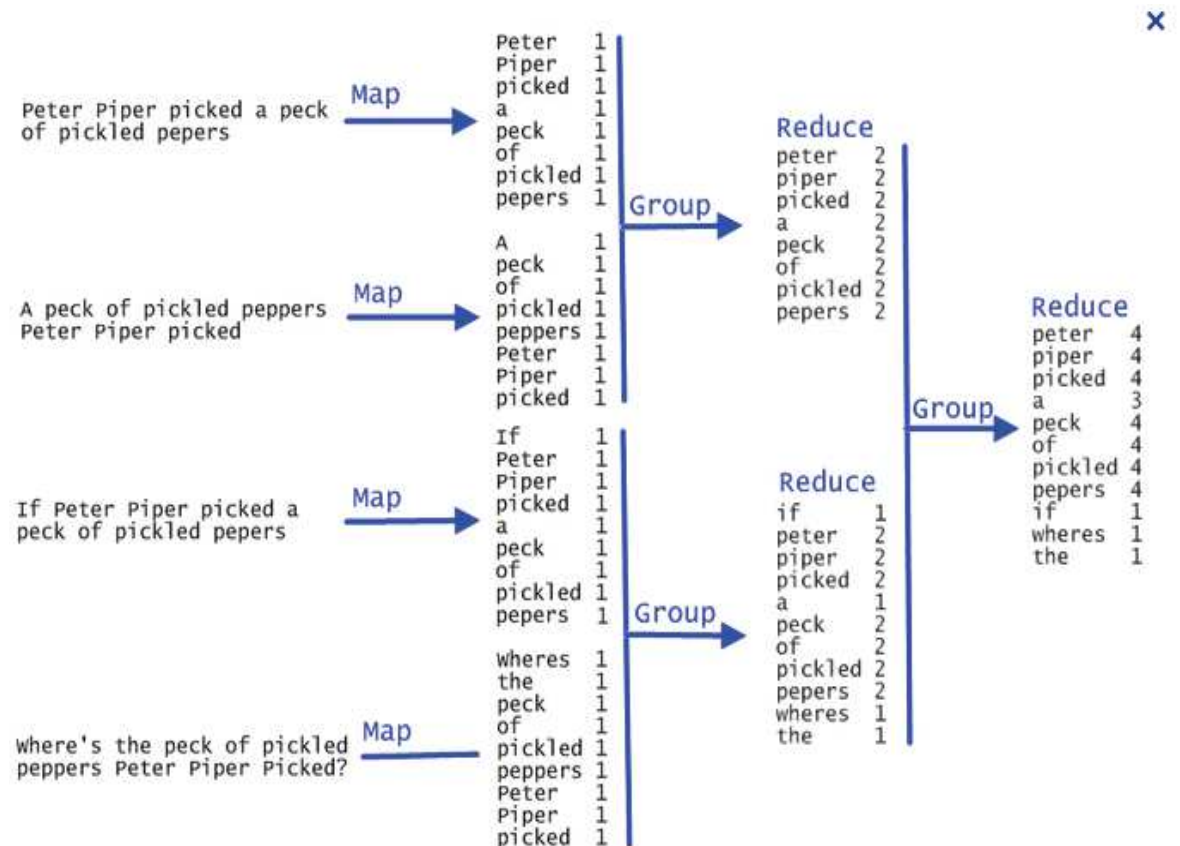 ×
Peter Piper picked a peck
of pickled pepers
Map
Peter 1
Piper 1
picked 1
a 1
peck 1
of 1
pickled 1
pepers 1
A peck of pickled peppers
Peter Piper picked
Map
A 1
peck 1
of 1
pickled 1
peppers 1
Peter 1
Piper 1
picked 1
Group
Reduce
peter 2
piper 2
picked 2
a 2
peck 2
of 2
pickled 2
pepers 2
If Peter Piper picked a
peck of pickled pepers
Map
If 1
Peter 1
Piper 1
picked 1
a 1
peck 1
of 1
pickled 1
pepers 1
Where's the peck of pickled
peppers Peter Piper Picked?
Map
Wheres 1
the 1
peck 1
of 1
pickled 1
peppers 1
Peter 1
Piper 1
picked 1
Group
Reduce
if 1
peter 2
piper 2
picked 2
a 1
peck 2
of 2
pickled 2
pepers 2
wheres 1
the 1
Group
Reduce
peter 4
piper 4
picked 4
a 3
peck 4
of 4
pickled 4
pepers 4
if 1
wheres 1
the 1